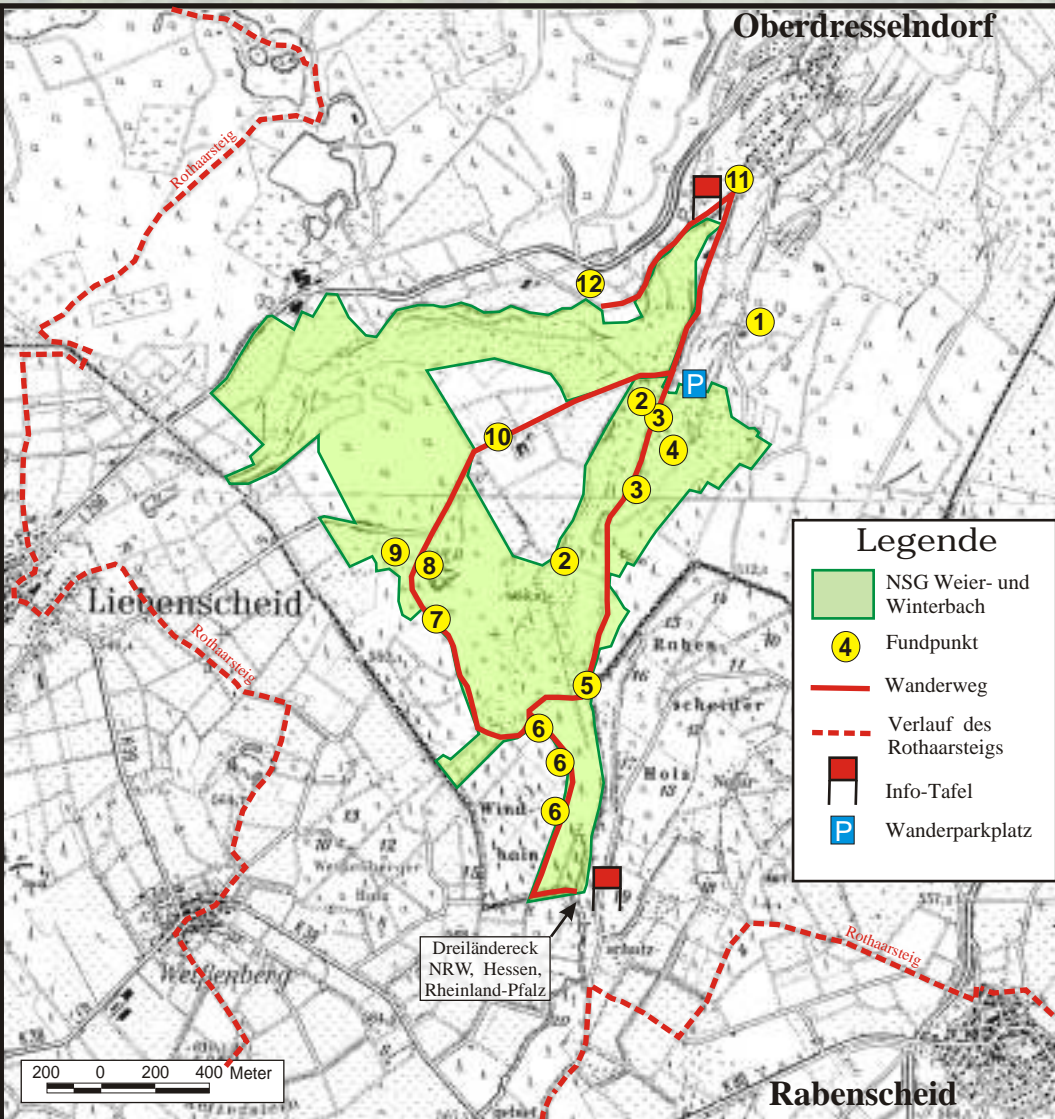 Oberdresselndorf
Rothaarsteig
11
12
1
P
2
3
10
4
3
Legende
NSG Weier- und
Winterbach
4
Fundpunkt
Wanderweg
Verlauf des
Rothaarsteigs
Info-Tafel
P
Wanderparkplatz
9
8
2
Liebenscheid
7
Rothaarsteig
5
scheider
6
6
Holz
6
Wind-
hain
Dreiländereck
NRW, Hessen,
Rheinland-Pfalz
Rothaarsteig
Weißenberg
200 0 200 400 Meter
Rabenscheid